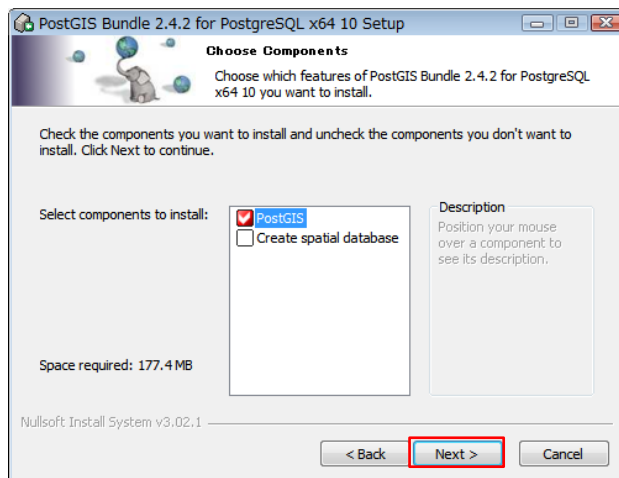 PostGIS Bundle 2.4.2 for PostgreSQL x64 10 Setup
Choose Components
Choose which features of PostGIS Bundle 2.4.2 for PostgreSQL
x64 10 you want to install.
Check the components you want to install and uncheck the components you don't want to
install. Click Next to continue.
Select components to install:
PostGIS
Create spatial database
Description
Position your mouse
over a component to
see its description.
Space required: 177.4 MB
Nullsoft Install System v3.02.1
< Back
Next >
Cancel